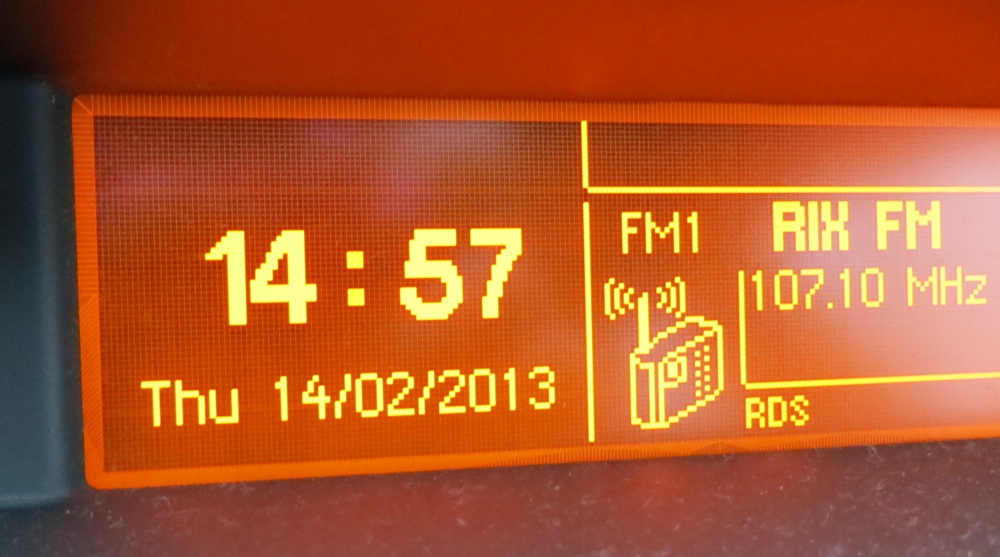 14:57
Thu 14/02/2013
FM1
RIX FM
107.10 MHz
RDS